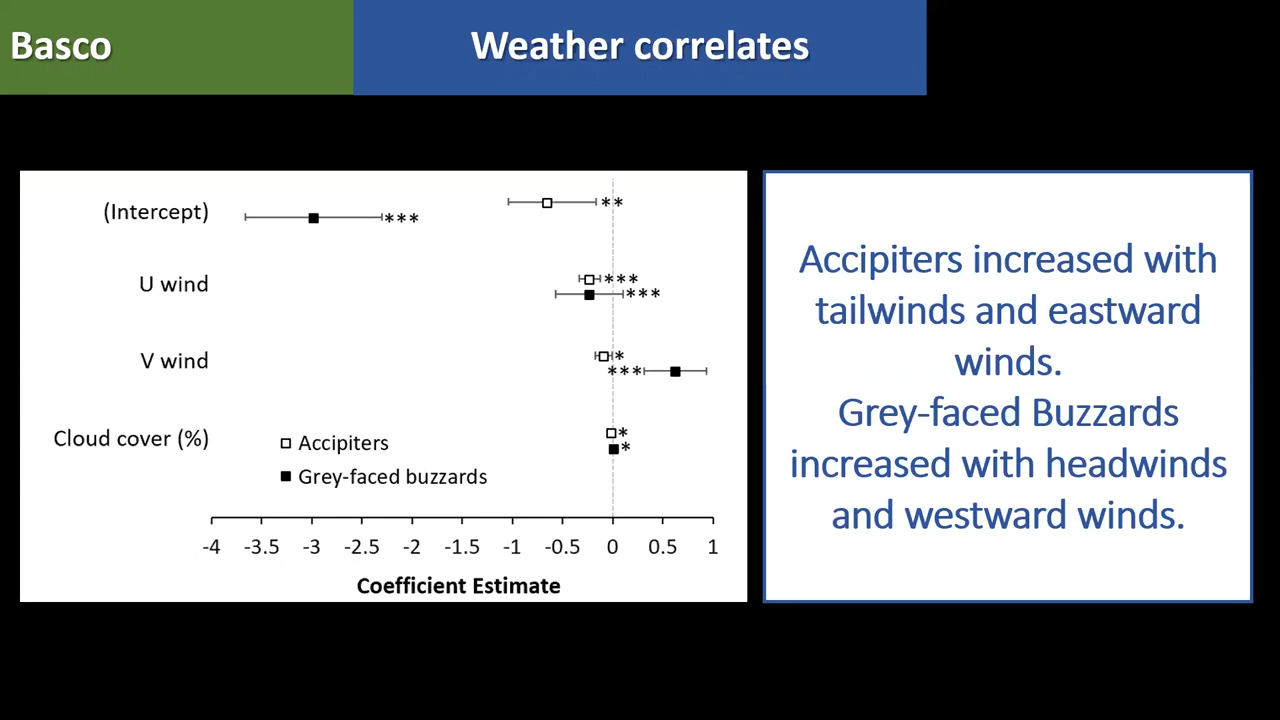 Basco
Weather correlates
(Intercept)
**
***
U wind
***
***
V wind
*
***
Cloud cover (%)
*
*
Accipiters
Grey-faced buzzards
-4 -3.5 -3 -2.5 -2 -1.5 -1 -0.5 0 0.5 1
Coefficient Estimate
Accipiters increased with
tailwinds and eastward
winds.
Grey-faced Buzzards
increased with headwinds
and westward winds.